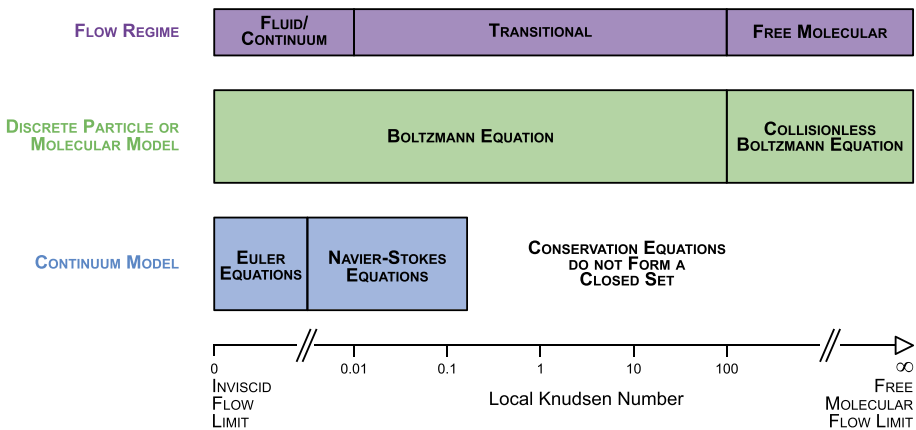 FLOW REGIME
FLUID/
CONTINUUM
TRANSITIONAL
FREE MOLECULAR
DISCRETE PARTICLE OR
MOLECULAR MODEL
BOLTZMANN EQUATION
COLLISIONLESS
BOLTZMANN EQUATION
CONTINUUM MODEL
EULER
EQUATIONS
NAVIER-STOKES
EQUATIONS
CONSERVATION EQUATIONS
DO NOT FORM A
CLOSED SET
0
0.01
0.1
1
10
100
∞
INVISCID
FLOW
LIMIT
Local Knudsen Number
FREE
MOLECULAR
FLOW LIMIT